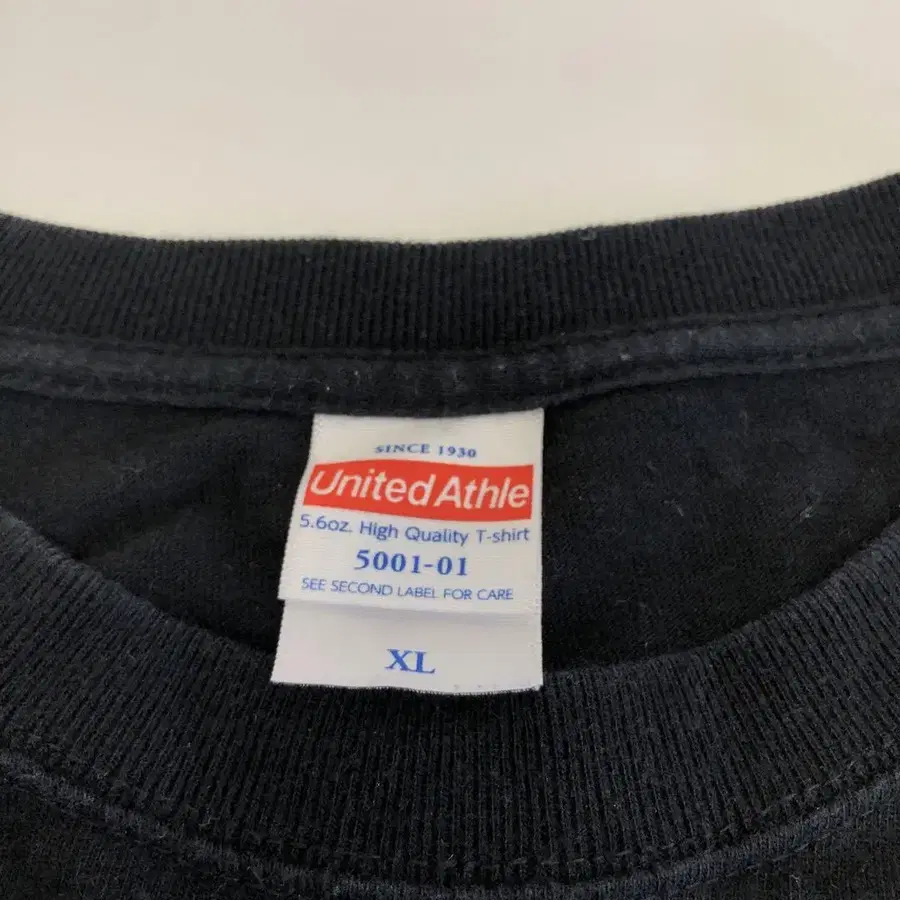 SINCE 1930
United Athle
5.6oz. High Quality T-shirt
5001-01
SEE SECOND LABEL FOR CARE
XL